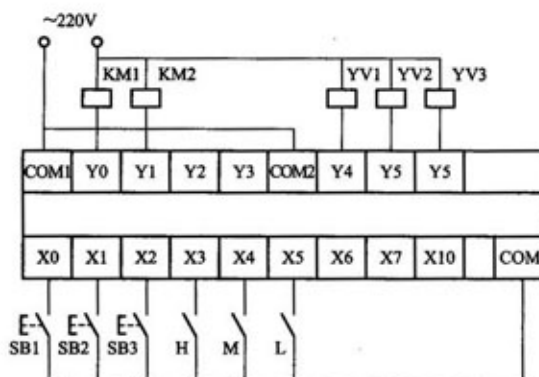 ~220V
KM1 KM2 YV1 YV2 YV3
COM1 Y0 Y1 Y2 Y3 COM2 Y4 Y5 Y5
X0 X1 X2 X3 X4 X5 X6 X7 X10 COM
SB1 SB2 SB3 H M L